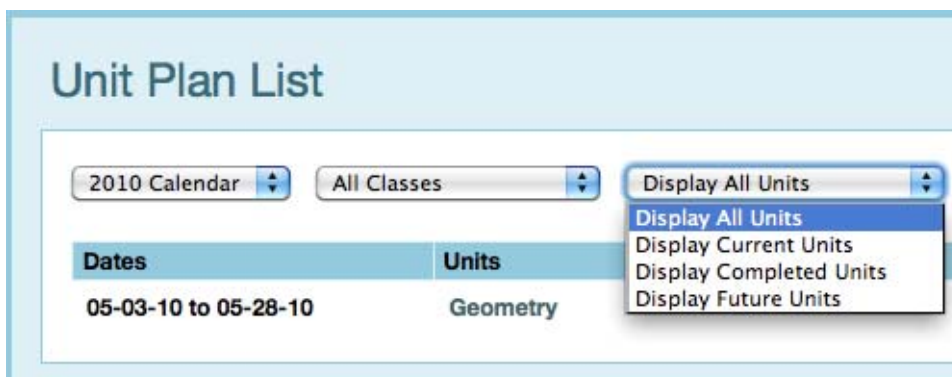 Unit Plan List
2010 Calendar All Classes Display All Units
Display All Units
Display Current Units
Display Completed Units
Display Future Units
Dates Units
05-03-10 to 05-28-10 Geometry